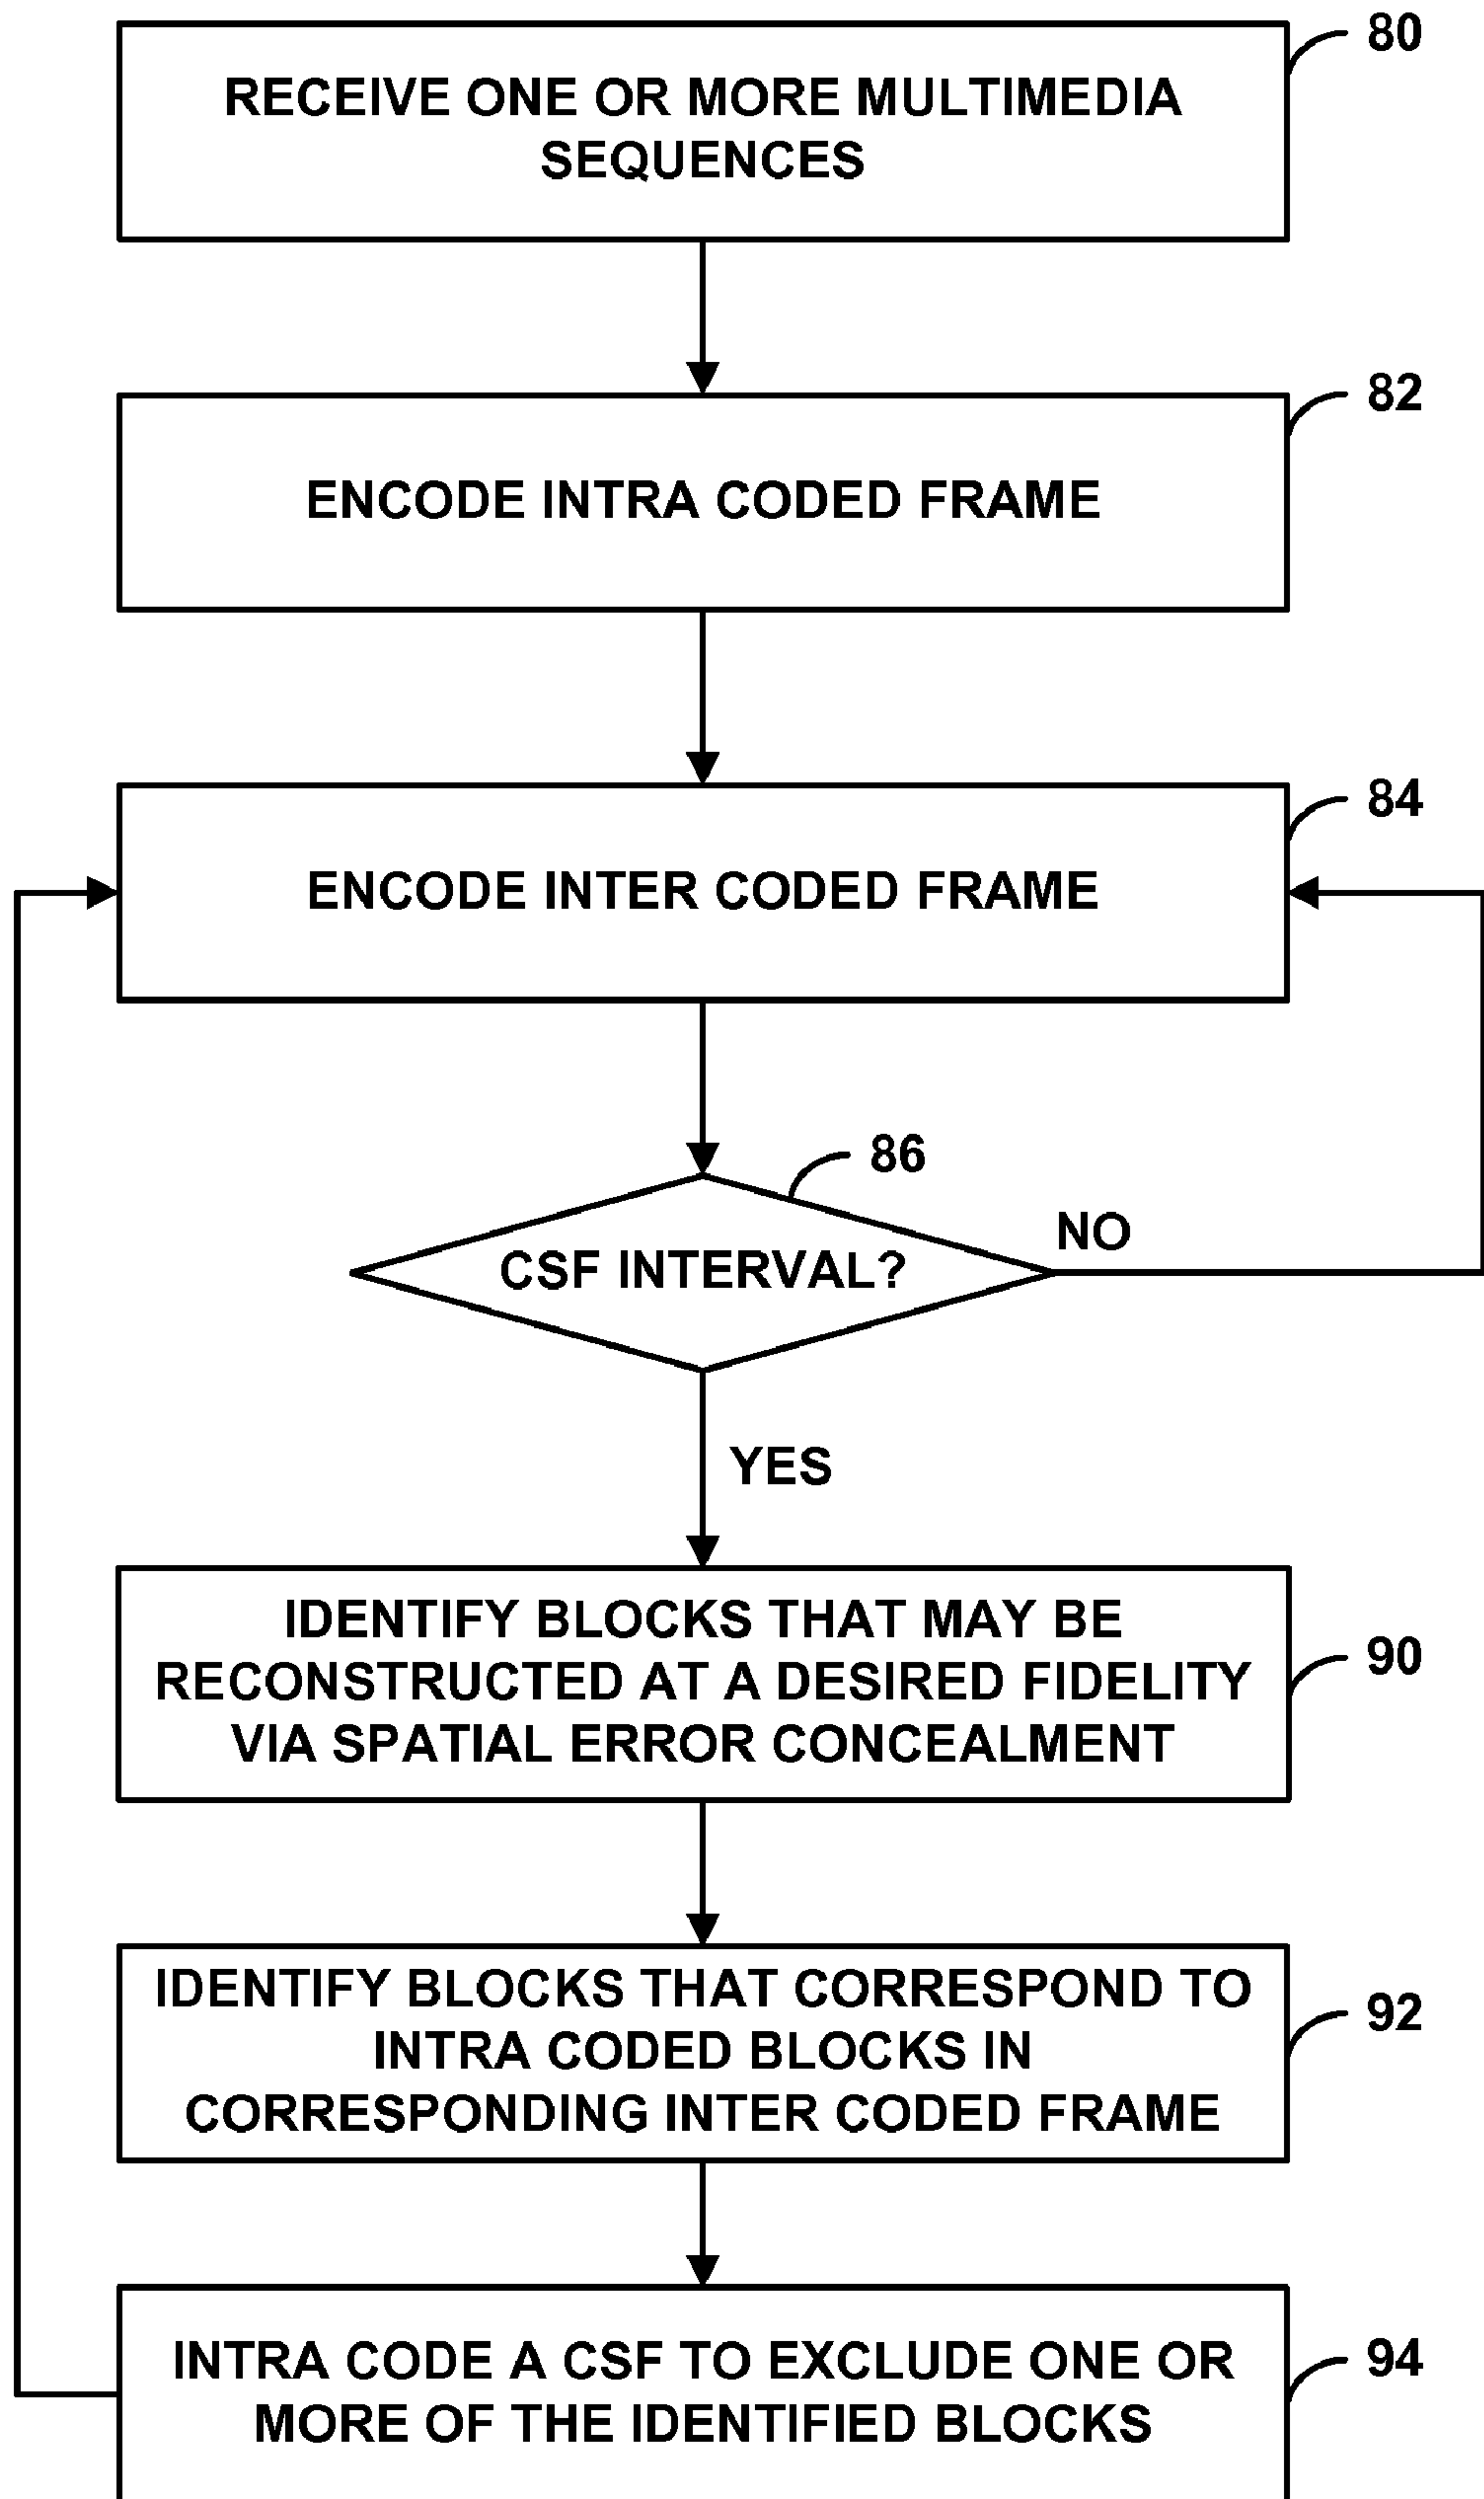 80
RECEIVE ONE OR MORE MULTIMEDIA
SEQUENCES
82
ENCODE INTRA CODED FRAME
84
ENCODE INTER CODED FRAME
86
NO
CSF INTERVAL?
YES
IDENTIFY BLOCKS THAT MAY BE
RECONSTRUCTED AT A DESIRED FIDELITY
VIA SPATIAL ERROR CONCEALMENT
90
IDENTIFY BLOCKS THAT CORRESPOND TO
INTRA CODED BLOCKS IN
CORRESPONDING INTER CODED FRAME
92
INTRA CODE A CSF TO EXCLUDE ONE OR
MORE OF THE IDENTIFIED BLOCKS
94